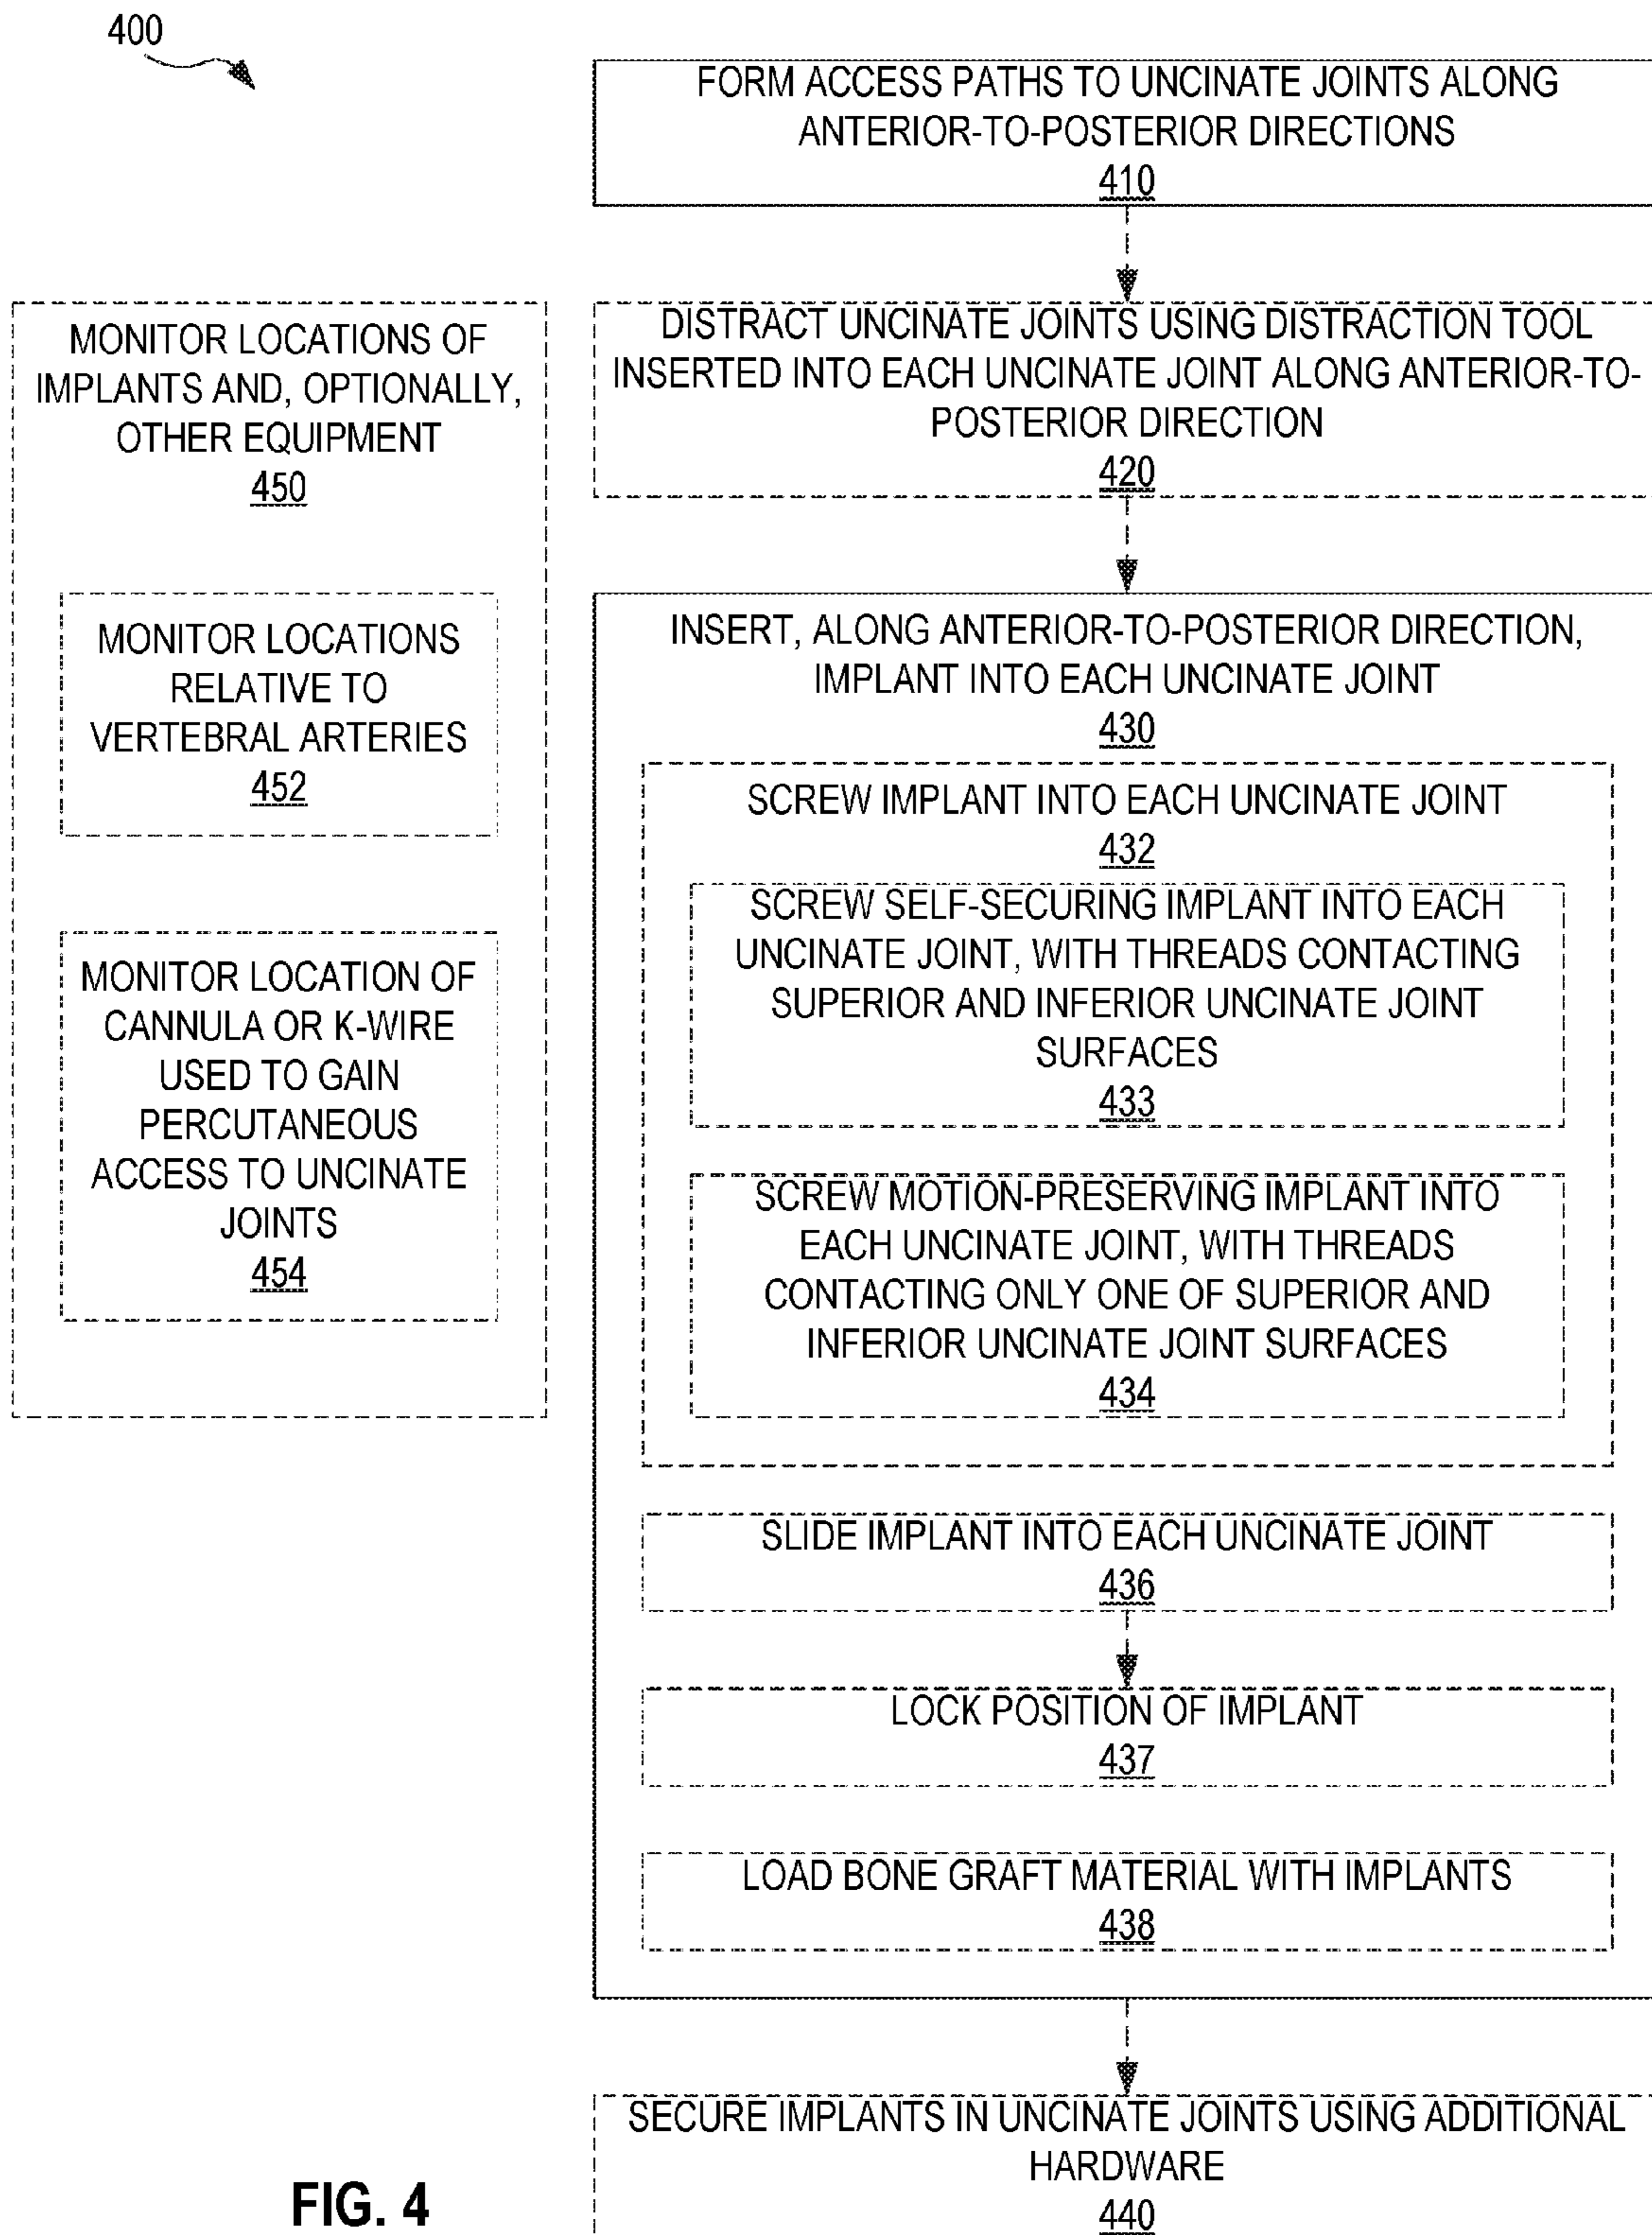 400
FORM ACCESS PATHS TO UNCINATE JOINTS ALONG
ANTERIOR-TO-POSTERIOR DIRECTIONS
410
DISTRACT UNCINATE JOINTS USING DISTRACTION TOOL
INSERTED INTO EACH UNCINATE JOINT ALONG ANTERIOR-TO-
POSTERIOR DIRECTION
420
MONITOR LOCATIONS OF
IMPLANTS AND, OPTIONALLY,
OTHER EQUIPMENT
450
MONITOR LOCATIONS
RELATIVE TO
VERTEBRAL ARTERIES
452
MONITOR LOCATION OF
CANNULA OR K-WIRE
USED TO GAIN
PERCUTANEOUS
ACCESS TO UNCINATE
JOINTS
454
INSERT, ALONG ANTERIOR-TO-POSTERIOR DIRECTION,
IMPLANT INTO EACH UNCINATE JOINT
430
SCREW IMPLANT INTO EACH UNCINATE JOINT
432
SCREW SELF-SECURING IMPLANT INTO EACH
UNCINATE JOINT, WITH THREADS CONTACTING
SUPERIOR AND INFERIOR UNCINATE JOINT
SURFACES
433
SCREW MOTION-PRESERVING IMPLANT INTO
EACH UNCINATE JOINT, WITH THREADS
CONTACTING ONLY ONE OF SUPERIOR AND
INFERIOR UNCINATE JOINT SURFACES
434
SLIDE IMPLANT INTO EACH UNCINATE JOINT
436
LOCK POSITION OF IMPLANT
437
LOAD BONE GRAFT MATERIAL WITH IMPLANTS
438
SECURE IMPLANTS IN UNCINATE JOINTS USING ADDITIONAL
HARDWARE
440
FIG. 4